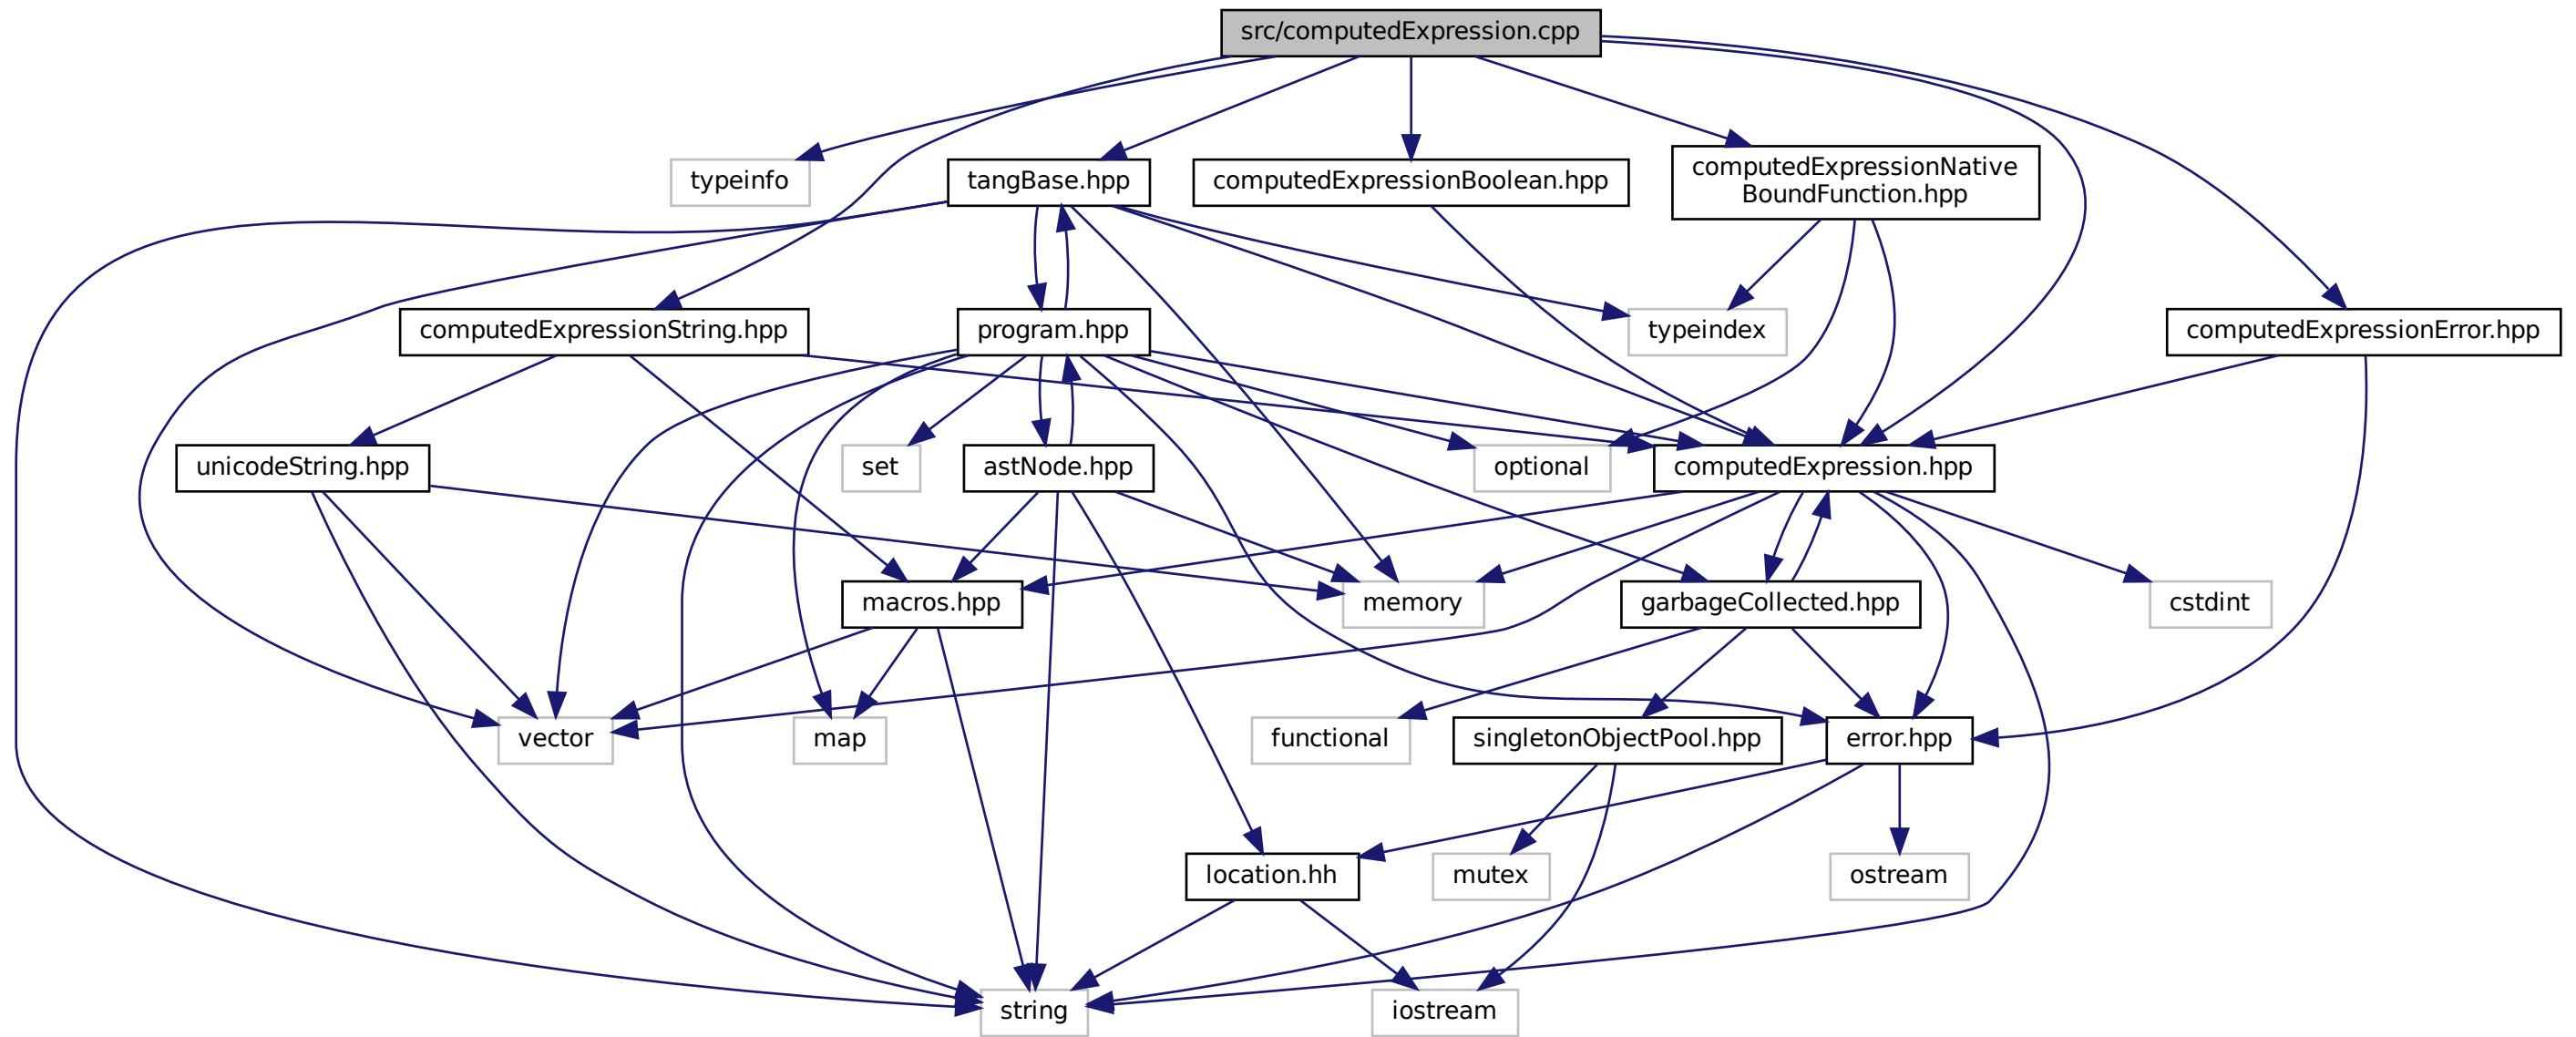 src/computedExpression.cpp
typeinfo
tangBase.hpp
computedExpressionBoolean.hpp
computedExpressionNative
BoundFunction.hpp
computedExpressionString.hpp
program.hpp
typeindex
computedExpressionError.hpp
unicodeString.hpp
set
astNode.hpp
optional
computedExpression.hpp
macros.hpp
memory
garbageCollected.hpp
cstdint
vector
map
functional
singletonObjectPool.hpp
error.hpp
location.hh
mutex
ostream
string
iostream